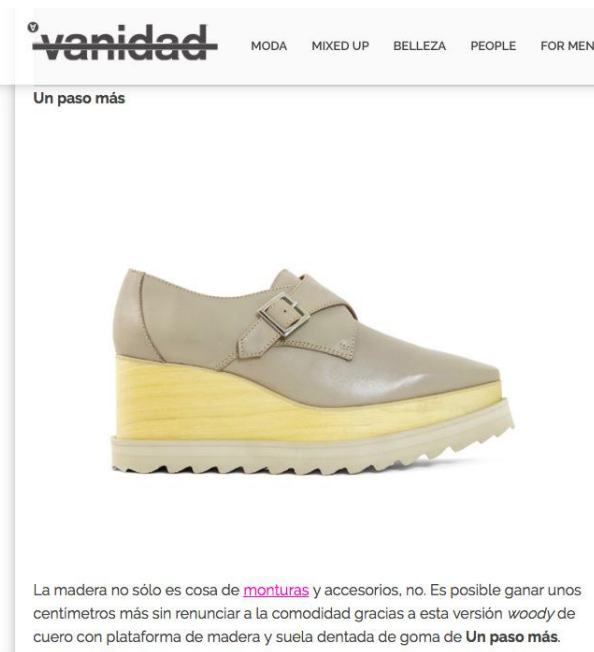 vanidad
MODA MIXED UP BELLEZA PEOPLE FOR MEN
Un paso más
La madera no sólo es cosa de monturas y accesorios, no. Es posible ganar unos
centímetros más sin renunciar a la comodidad gracias a esta versión woody de
cuero con plataforma de madera y suela dentada de goma de Un paso más.